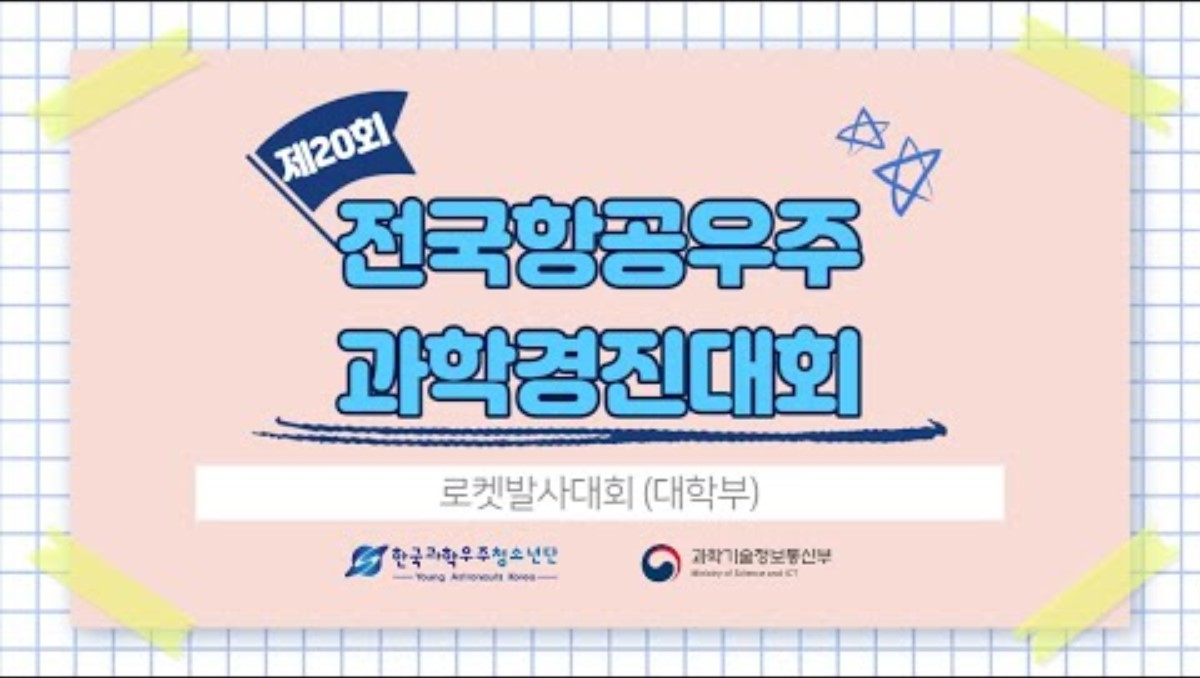 제20회
전국항공우주
과학경진대회
로켓발사대회 (대학부)
한국과학우주청소년단
Young Astronauts Korea
과학기술정보통신부
Ministry of Science and ICT